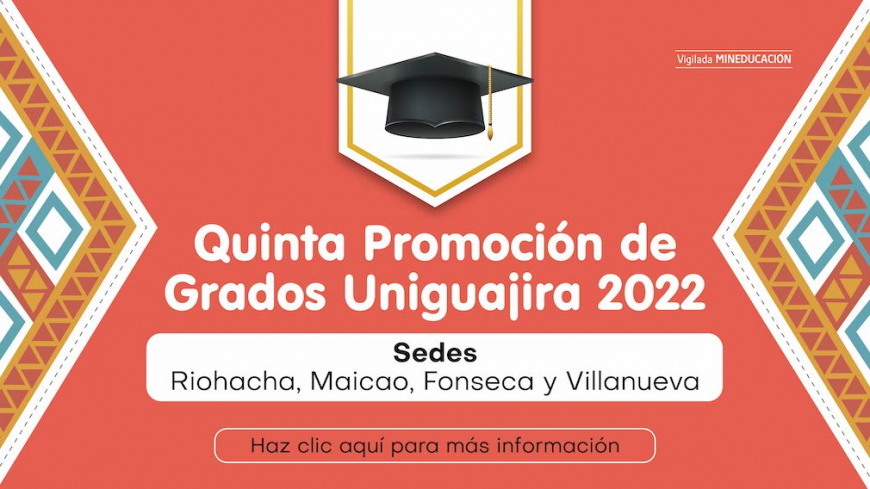 Vigilada MINEDUCACIÓN
Quinta Promoción de
Grados Uniguajira 2022
Sedes
Riohacha, Maicao, Fonseca y Villanueva
Haz clic aquí para más información